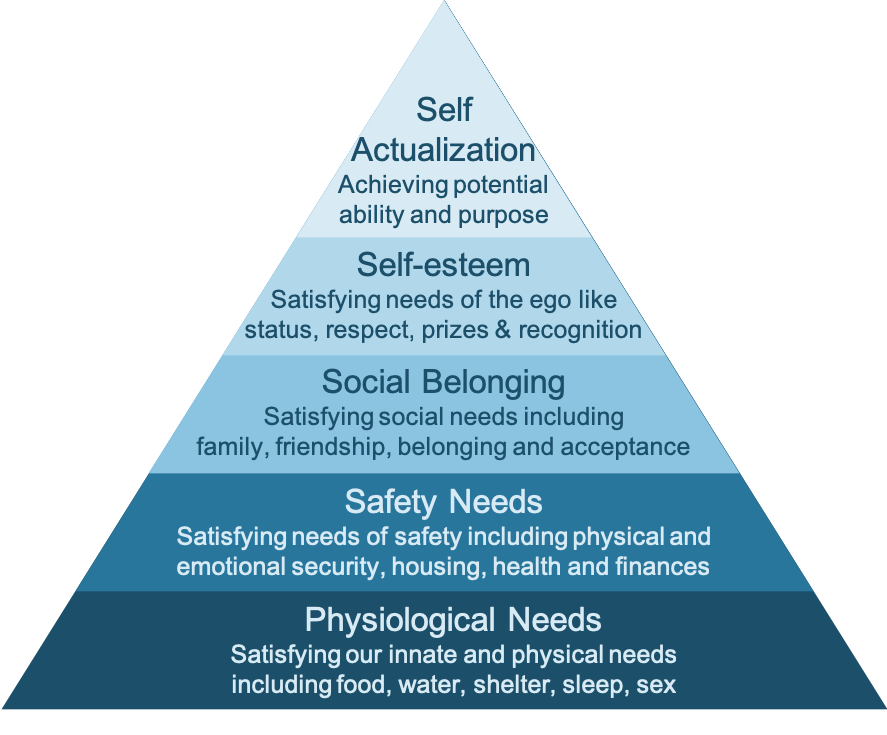 Self
Actualization
Achieving potential
ability and purpose
Self-esteem
Satisfying needs of the ego like
status, respect, prizes & recognition
Social Belonging
Satisfying social needs including
family, friendship, belonging and acceptance
Safety Needs
Satisfying needs of safety including physical and
emotional security, housing, health and finances
Physiological Needs
Satisfying our innate and physical needs
including food, water, shelter, sleep, sex